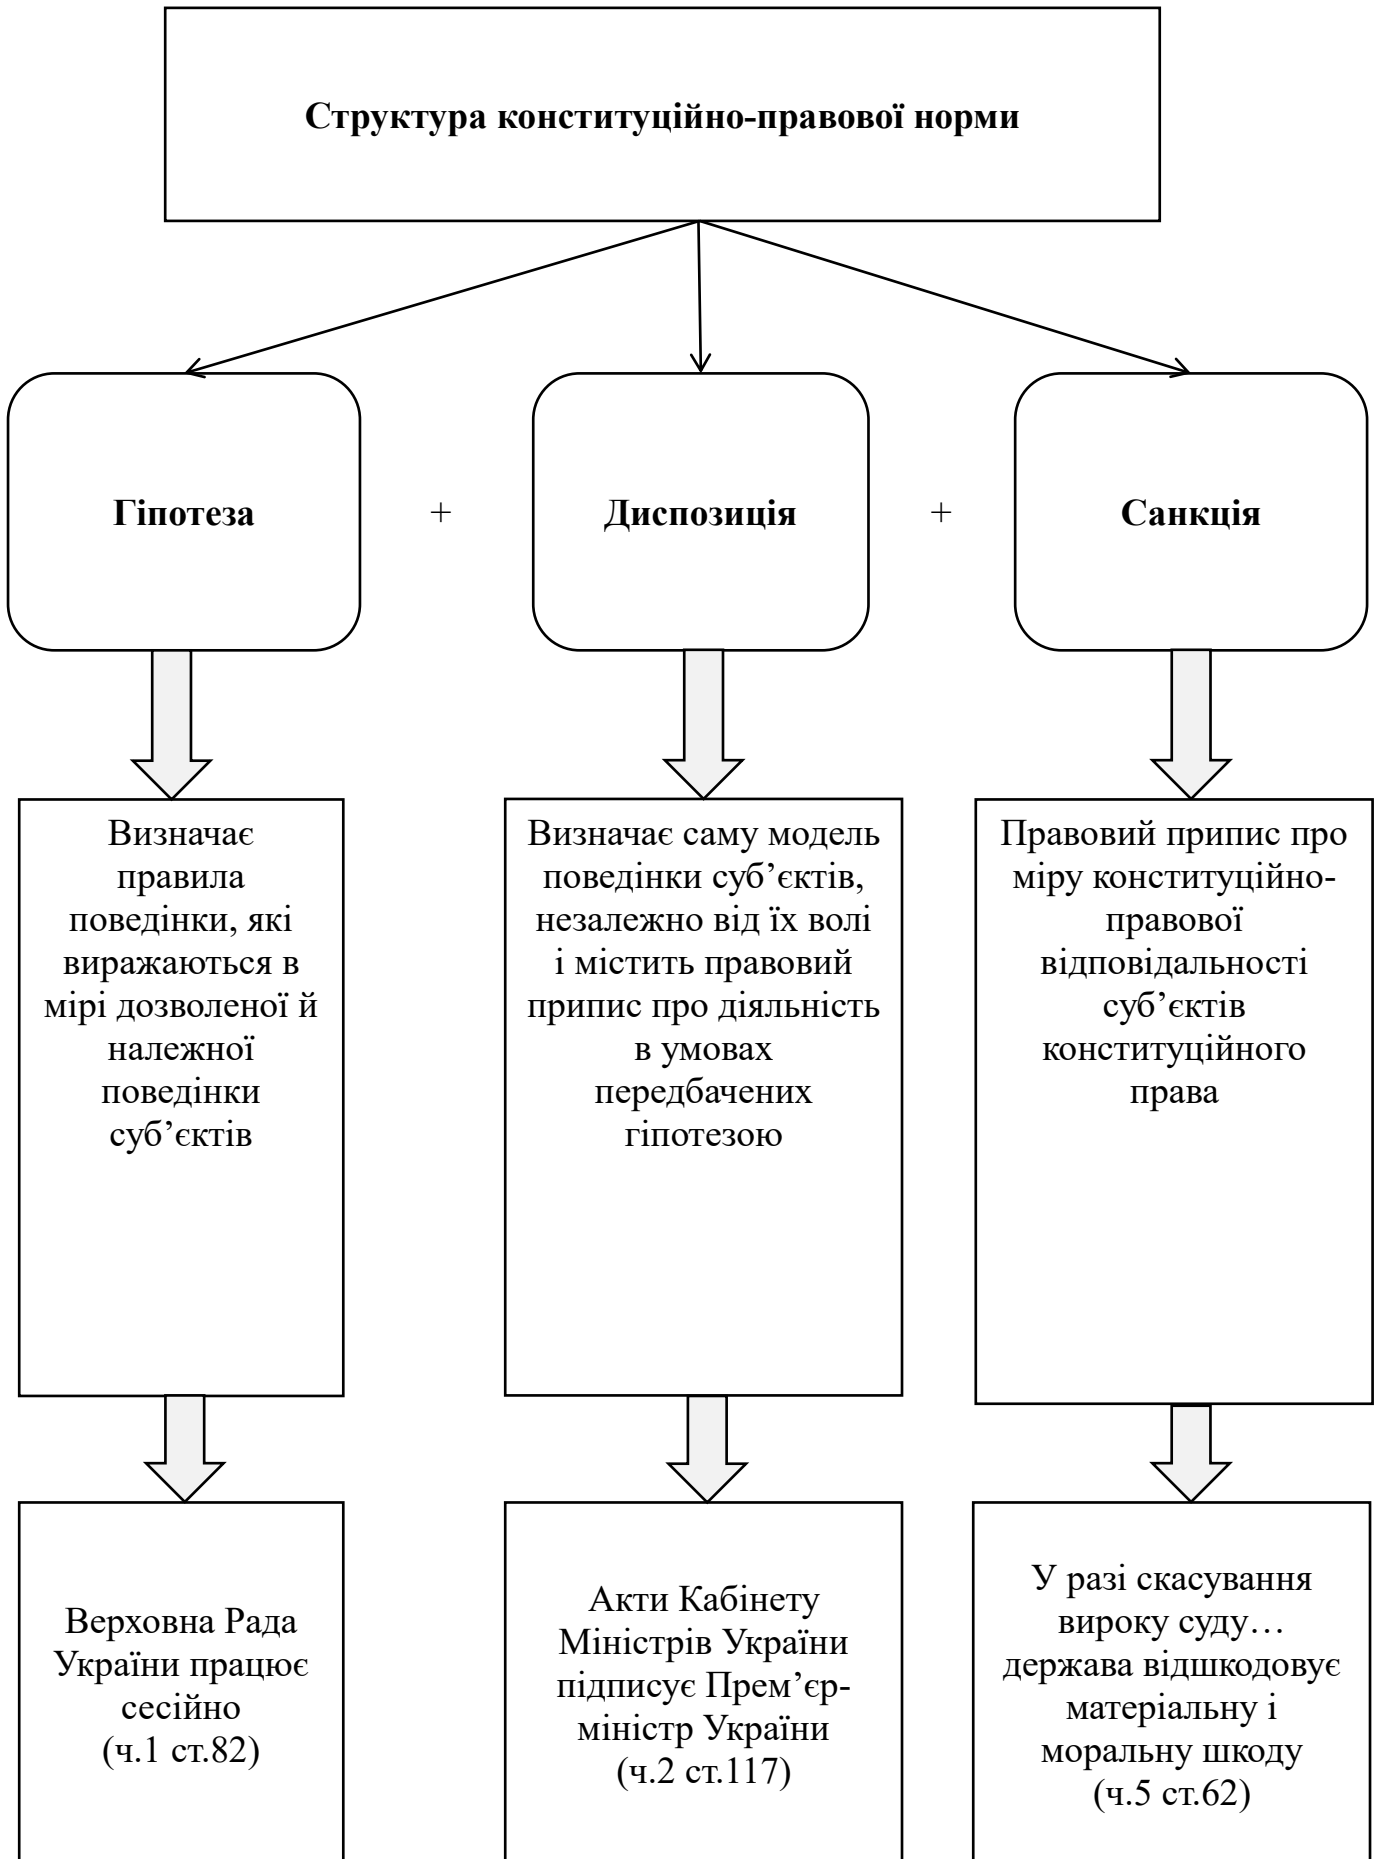 Структура конституційно-правової норми
Гіпотеза
+
Диспозиція
+
Санкція
Визначає
правила
поведінки, які
виражаються в
мірі дозволеної й
належної
поведінки
суб’єктів
Визначає саму модель
поведінки суб’єктів,
незалежно від їх волі
і містить правовий
припис про діяльність
в умовах
передбачених
гіпотезою
Правовий припис про
міру конституційно-
правової
відповідальності
суб’єктів
конституційного
права
Верховна Рада
України працює
сесійно
(ч.1 ст.82)
Акти Кабінету
Міністрів України
підписує Прем’єр-
міністр України
(ч.2 ст.117)
У разі скасування
вироку суду…
держава відшкодовує
матеріальну і
моральну шкоду
(ч.5 ст.62)